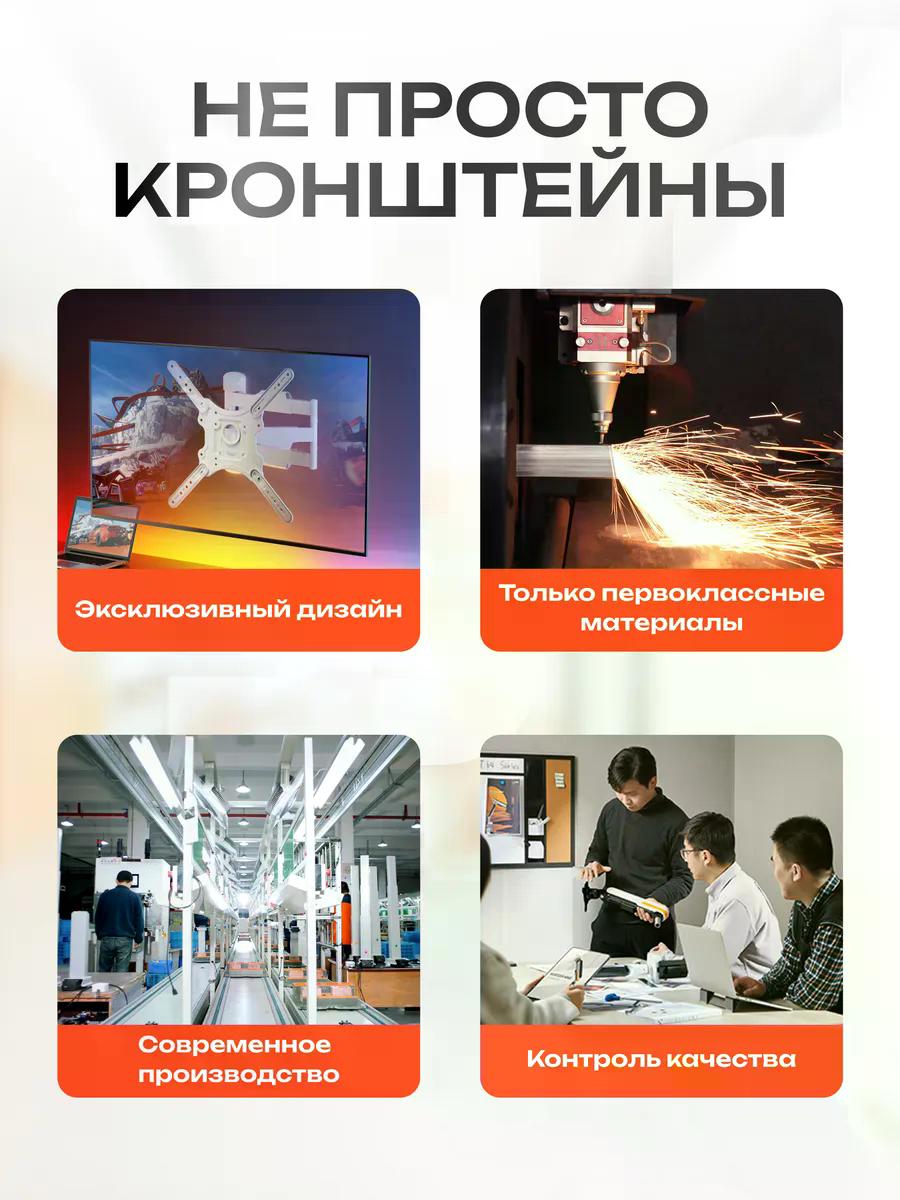 НЕ ПРОСТО
КРОНШТЕЙНЫ
Эксклюзивный дизайн
Только первоклассные
материалы
Современное
производство
Контроль качества